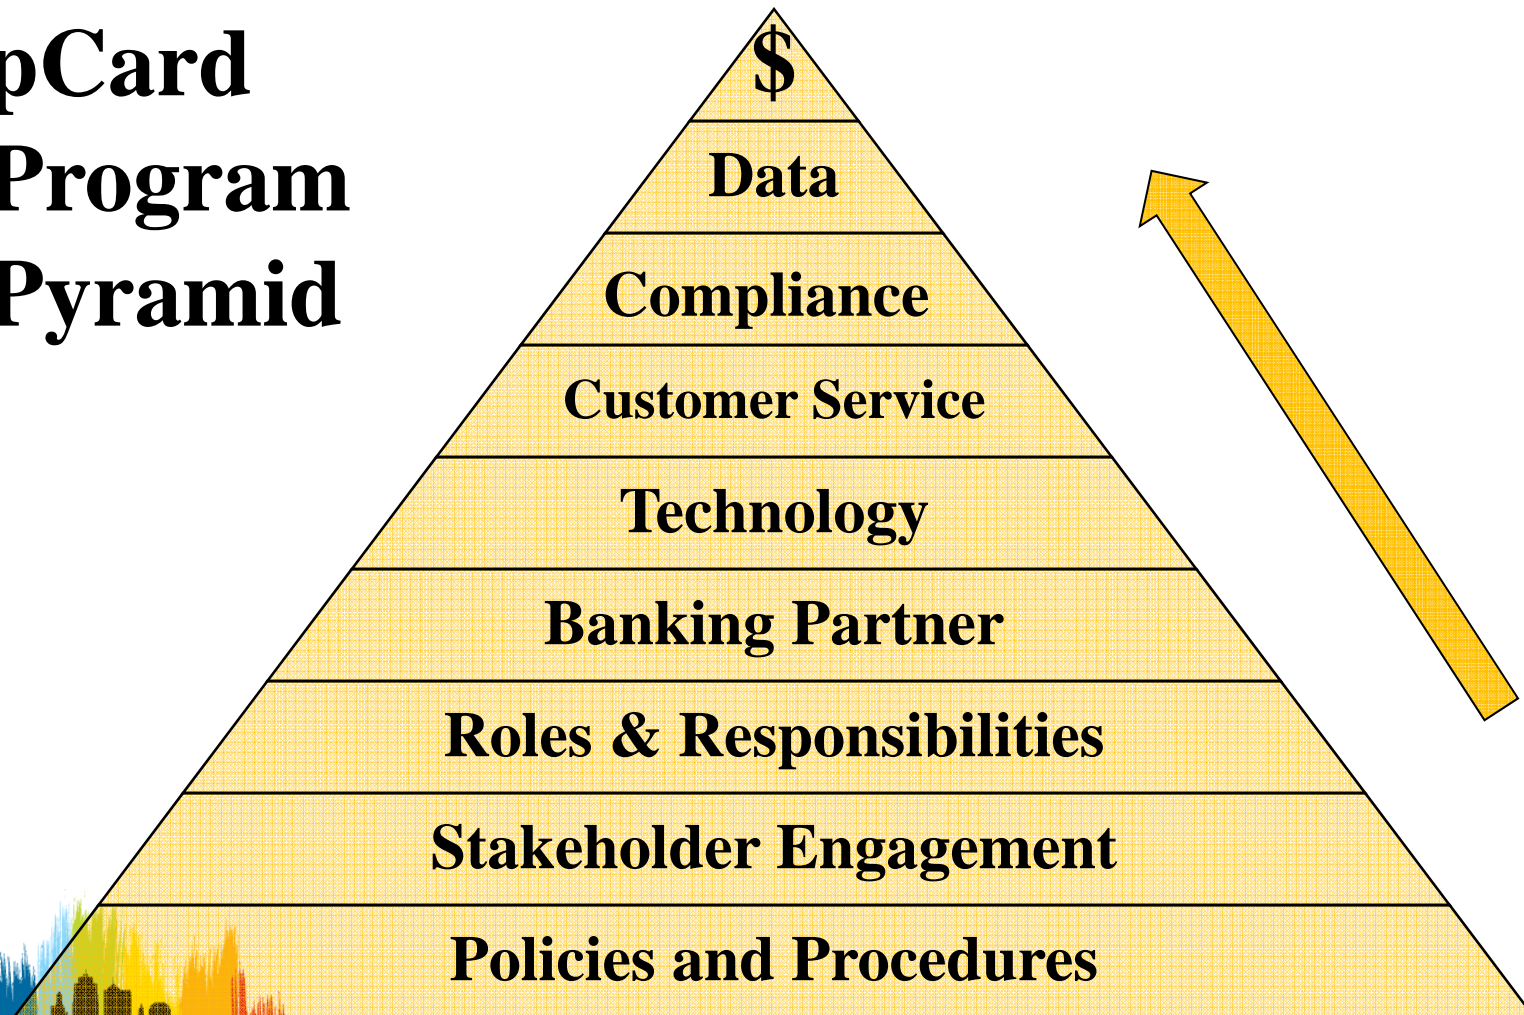 pCard
Program
Pyramid
$
Data
Compliance
Customer Service
Technology
Banking Partner
Roles & Responsibilities
Stakeholder Engagement
Policies and Procedures